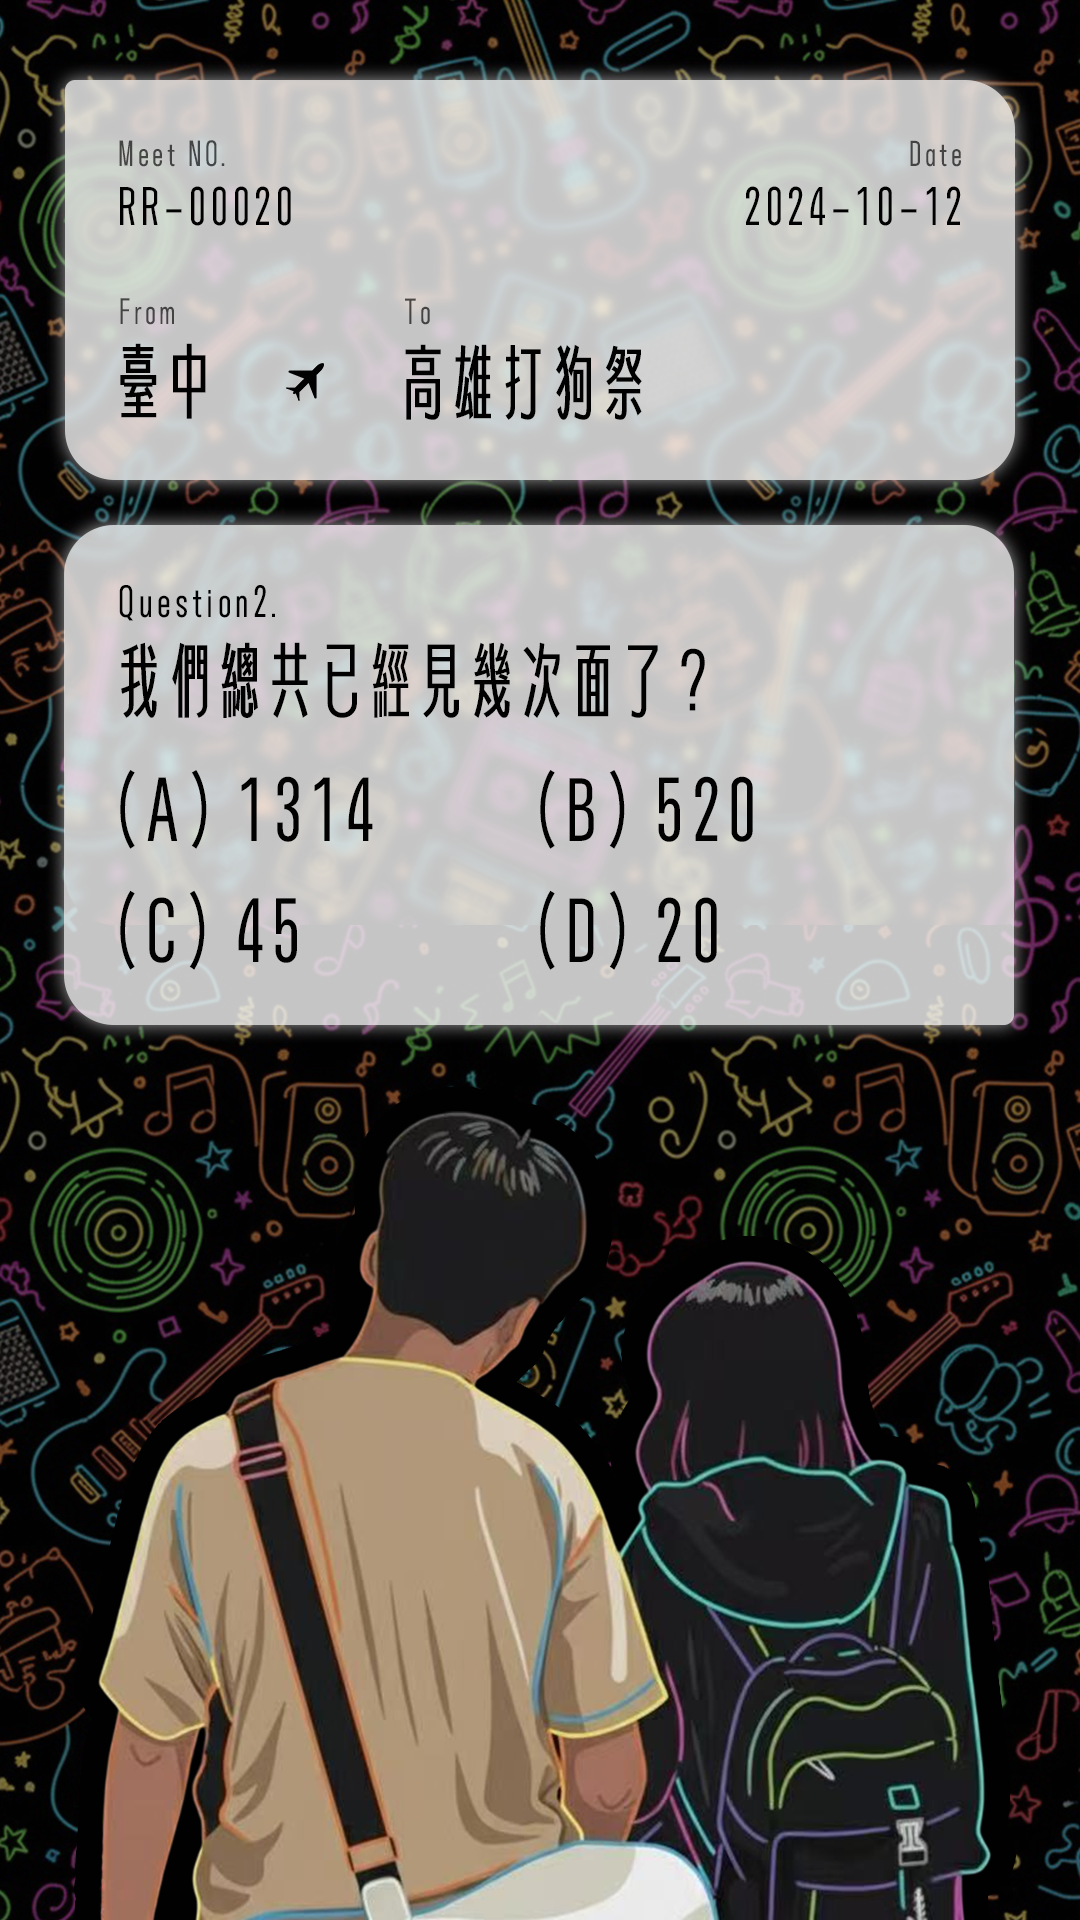 Meet NO. Date
RR-00020 2024-10-12
From To
臺中 高雄打狗祭
Question2.
我們總共已經見幾次面了？
(A) 1314 (B) 520
(C) 45 (D) 20